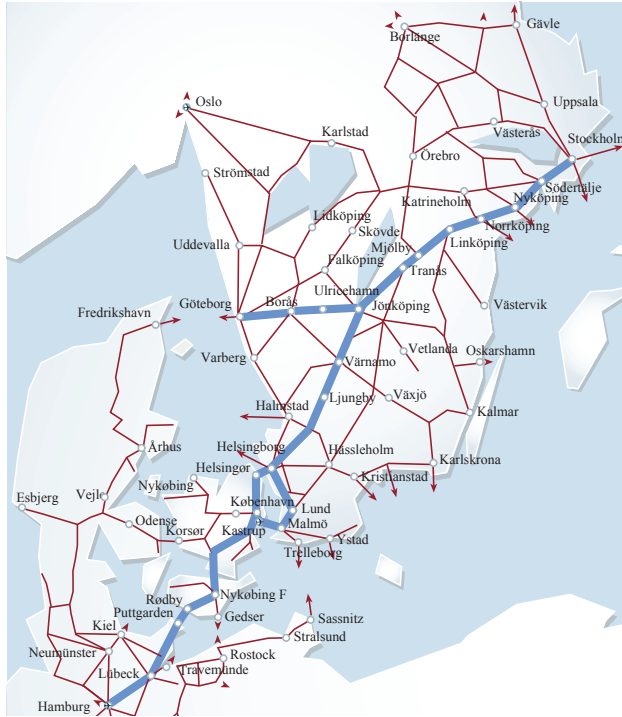 Gävle
Borlänge
Uppsala
Oslo
Karlstad
Västerås
Stockholm
Örebro
Strömstad
Södertälje
Katrineholm
Nyköping
Lidköping
Norrköping
Skövde
Uddevalla
Mjölby
Linköping
Falköping
Tranås
Ulricehamn
Göteborg
Borås
Jönköping
Västervik
Fredrikshavn
Varberg
Vetlanda
Oskarshamn
Värnamo
Ljungby
Växjö
Halmstad
Kalmar
Helsingborg
Århus
Hässleholm
Karlskrona
Helsingør
Nykøbing
Kristianstad
Vejle
Esbjerg
København
Lund
Odense
Kastrup
Malmö
Korsør
Ystad
Trelleborg
Nykøbing F
Rødby
Puttgarden
Gedser
Sassnitz
Kiel
Stralsund
Neumünster
Rostock
Travemünde
Lübeck
Hamburg